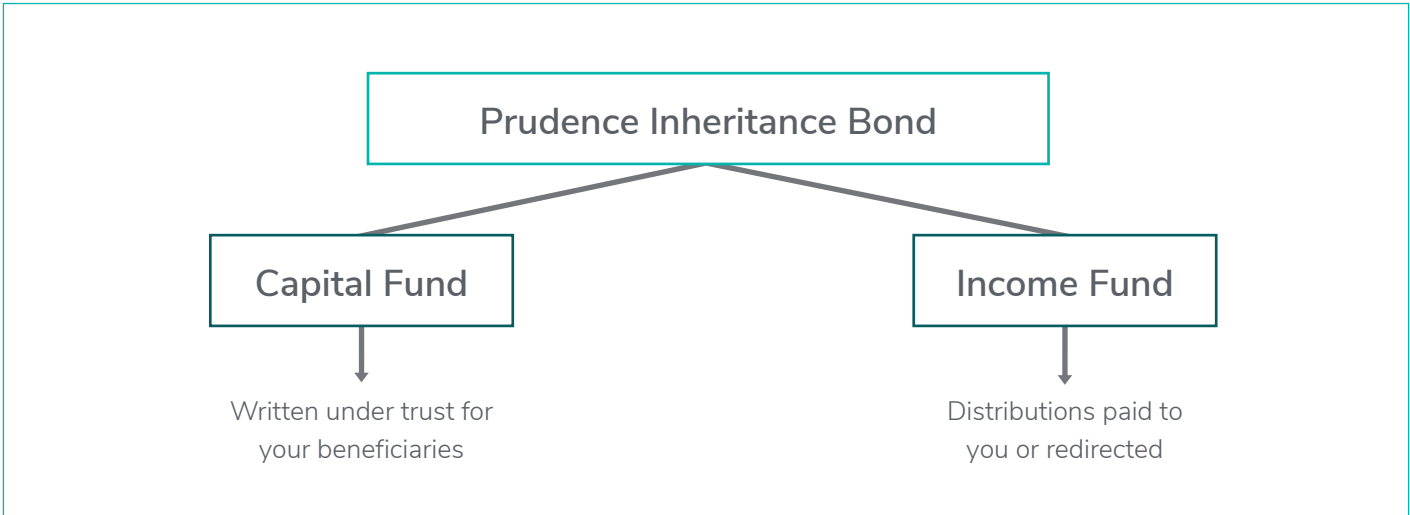 Prudence Inheritance Bond
Capital Fund
Income Fund
Written under trust for
your beneficiaries
Distributions paid to
you or redirected